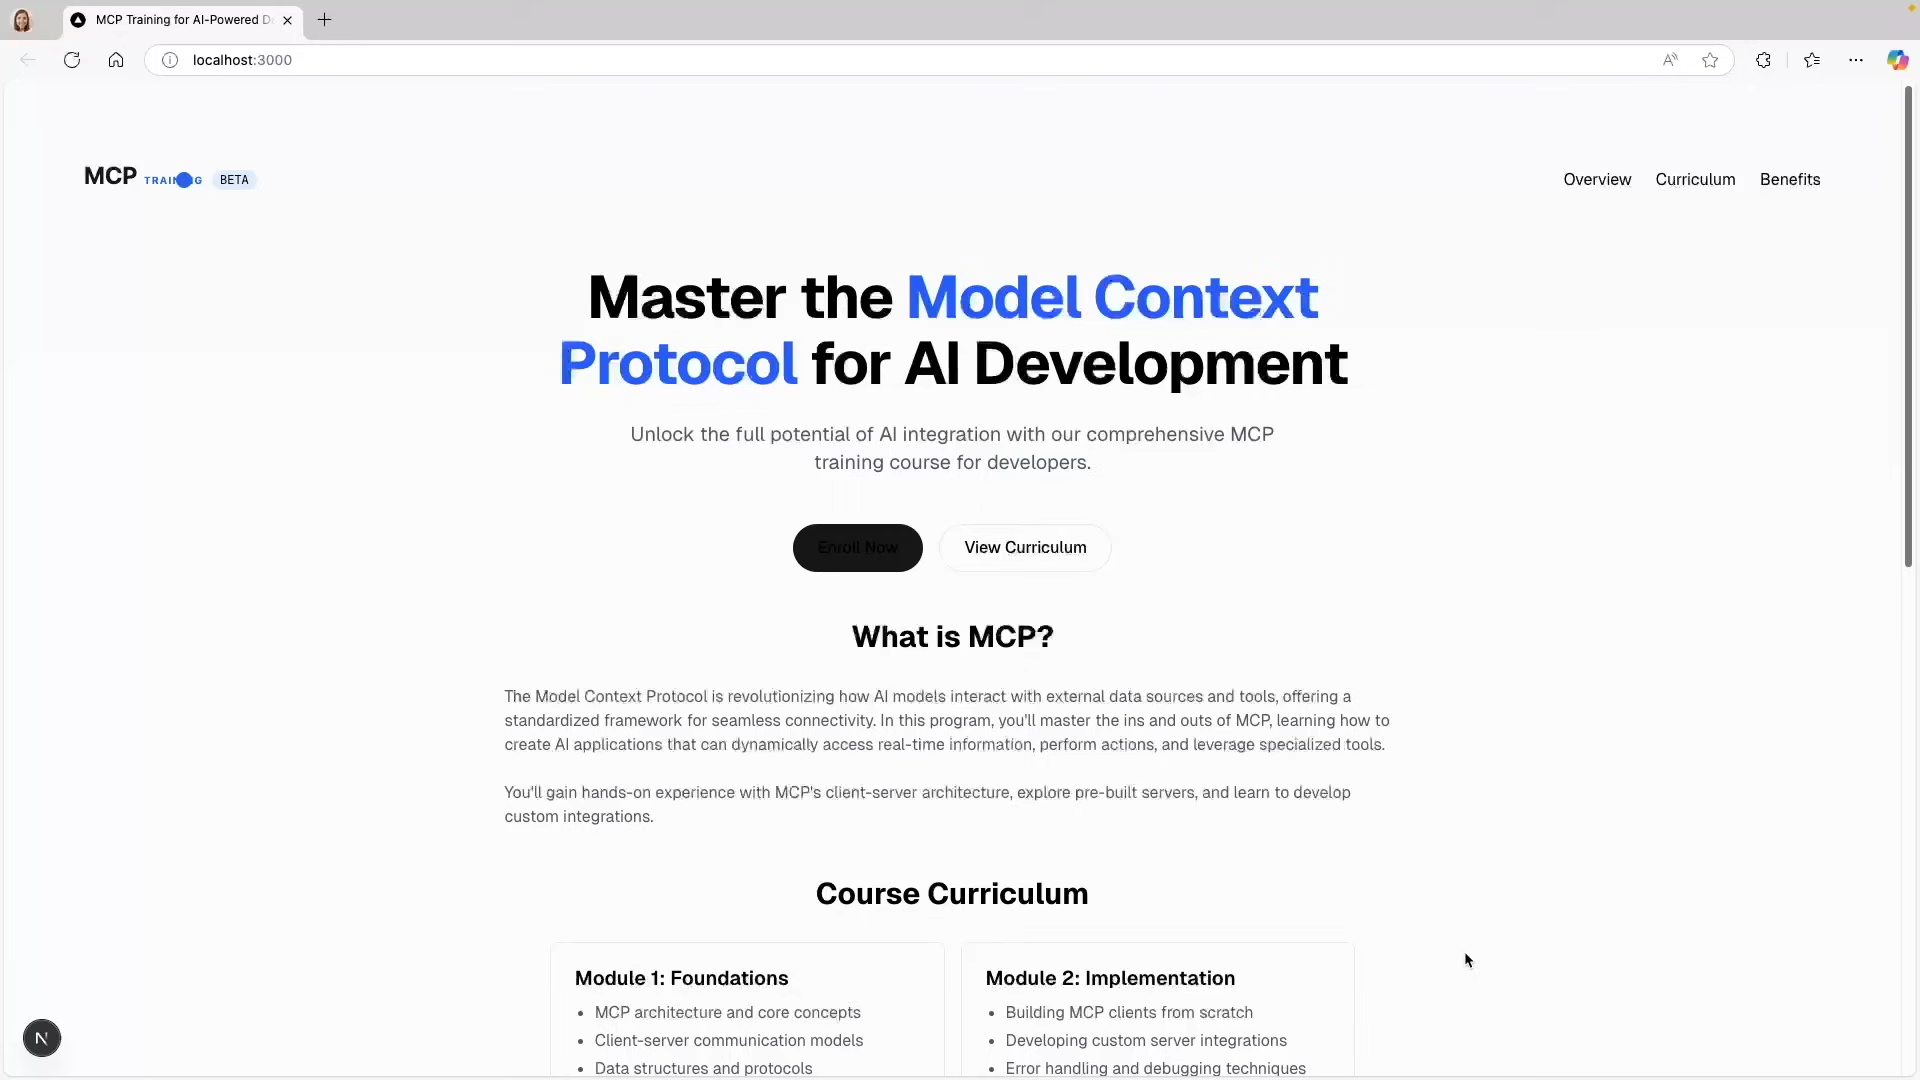 MCP Training for AI-Powered D
localhost:3000
MCP TRAINING BETA
Overview Curriculum Benefits
Master the Model Context
Protocol for AI Development
Unlock the full potential of AI integration with our comprehensive MCP
training course for developers.
Enroll Now View Curriculum
What is MCP?
The Model Context Protocol is revolutionizing how AI models interact with external data sources and tools, offering a
standardized framework for seamless connectivity. In this program, you'll master the ins and outs of MCP, learning how to
create AI applications that can dynamically access real-time information, perform actions, and leverage specialized tools.
You'll gain hands-on experience with MCP's client-server architecture, explore pre-built servers, and learn to develop
custom integrations.
Course Curriculum
Module 1: Foundations
• MCP architecture and core concepts
• Client-server communication models
• Data structures and protocols
Module 2: Implementation
• Building MCP clients from scratch
• Developing custom server integrations
• Error handling and debugging techniques
N